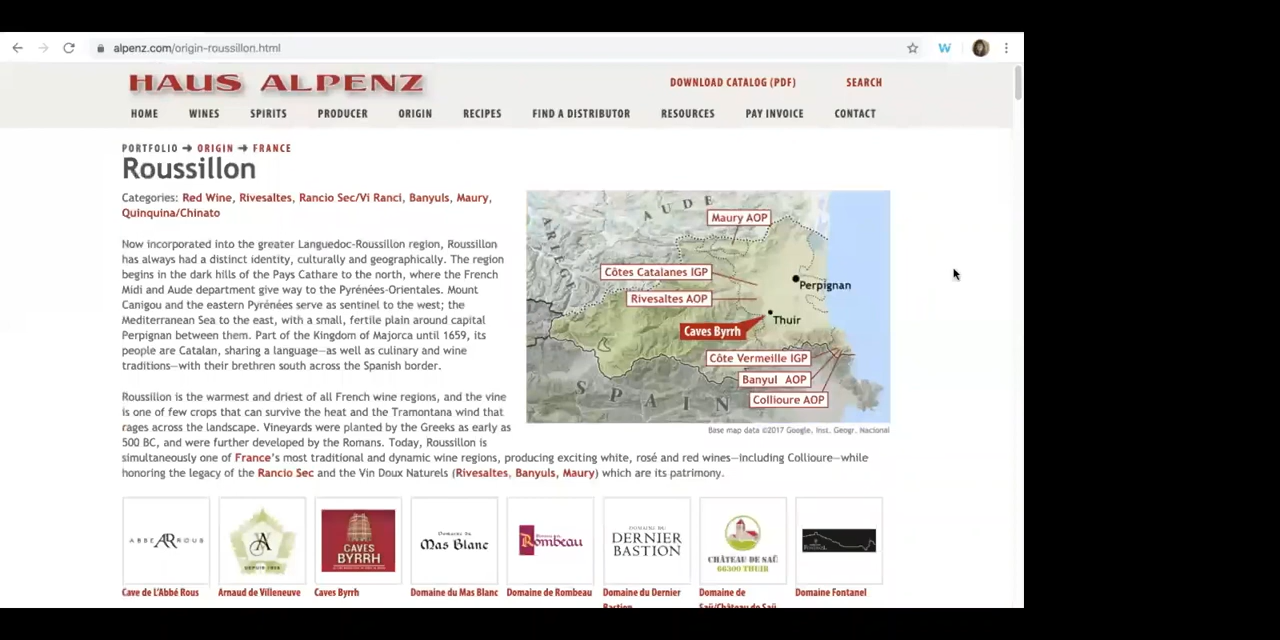 alpenz.com/origin-roussillon.html
W
HAUS ALPENZ
DOWNLOAD CATALOG (PDF)
SEARCH
HOME WINES SPIRITS PRODUCER ORIGIN RECIPES FIND A DISTRIBUTOR RESOURCES PAY INVOICE CONTACT
PORTFOLIO → ORIGIN → FRANCE
Roussillon
Categories: Red Wine, Rivesaltes, Rancio Sec/Vi Ranci, Banyuls, Maury,
Quinquina/Chinato
Now incorporated into the greater Languedoc-Roussillon region, Roussillon
has always had a distinct identity, culturally and geographically. The region
begins in the dark hills of the Pays Cathare to the north, where the French
Midi and Aude department give way to the Pyrénées-Orientales. Mount
Canigou and the eastern Pyrénées serve as sentinel to the west; the
Mediterranean Sea to the east, with a small, fertile plain around capital
Perpignan between them. Part of the Kingdom of Majorca until 1659, its
people are Catalan, sharing a language—as well as culinary and wine
traditions—with their brethren south across the Spanish border.
Roussillon is the warmest and driest of all French wine regions, and the vine
is one of few crops that can survive the heat and the Tramontana wind that
rages across the landscape. Vineyards were planted by the Greeks as early as
500 BC, and were further developed by the Romans. Today, Roussillon is
simultaneously one of France's most traditional and dynamic wine regions, producing exciting white, rosé and red wines—including Collioure—while
honoring the legacy of the Rancio Sec and the Vin Doux Naturels (Rivesaltes, Banyuls, Maury) which are its patrimony.
AUDE
ARIEGE
Maury AOP
Côtes Catalanes IGP
Perpignan
Rivesaltes AOP
Thuir
Caves Byrrh
Côte Vermeille IGP
Banyul AOP
Collioure AOP
SPAIN
Base map data ©2017 Google, Inst. Geogr. Nacional
ABBÉ ROUS
A
DEPUIS
CAVES
BYRRH
Domaine du
Mas Blanc
Rombeau
DOMAINE DU
DERNIER
BASTION
CHÂTEAU DE SAÜ
66300 THUIR
Cave de L'Abbé Rous
Arnaud de Villeneuve
Caves Byrrh
Domaine du Mas Blanc
Domaine de Rombeau
Domaine du Dernier
Bastion
Domaine de
Saü/Château de Saü
Domaine Fontanel